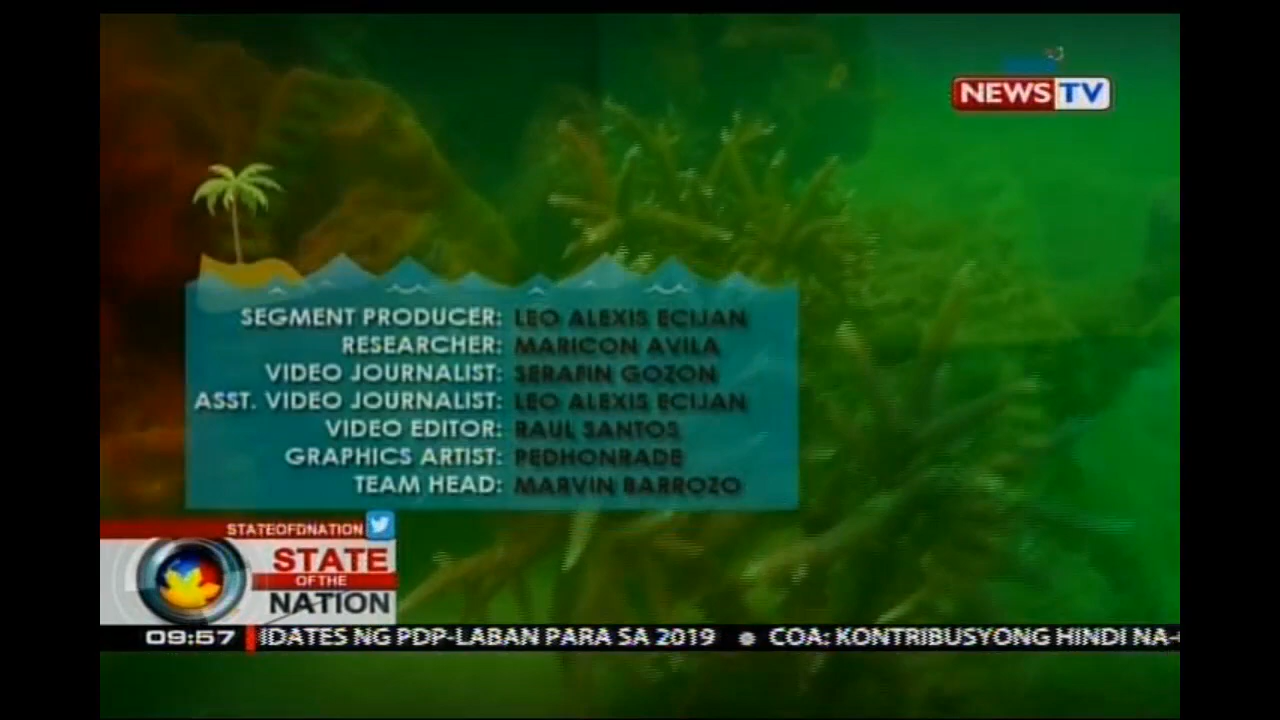 NEWS TV
SEGMENT PRODUCER: LEO ALEXIS ECIJAN
RESEARCHER: MARICON AVILA
VIDEO JOURNALIST: SERAFIN GOZON
ASST. VIDEO JOURNALIST: LEO ALEXIS ECIJAN
VIDEO EDITOR: RAUL SANTOS
GRAPHICS ARTIST: PEDHONRADE
TEAM HEAD: MARVIN BARROZO
STATEOFDNATION
STATE
OF THE
NATION
09:57 IDATES NG PDP-LABAN PARA SA 2019 COA: KONTRIBUSYONG HINDI NA-